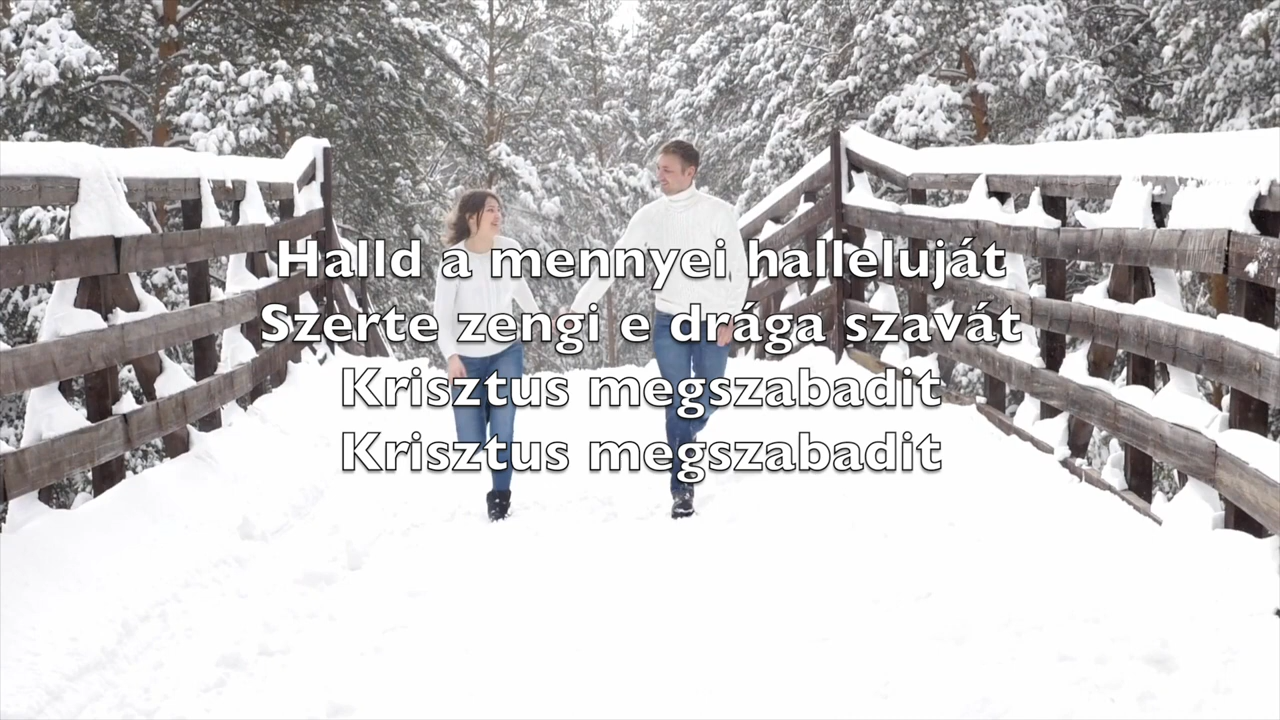 Halld a mennyei halleluját
Szerte zengi e drága szavát
Krisztus megszabadit
Krisztus megszabadit